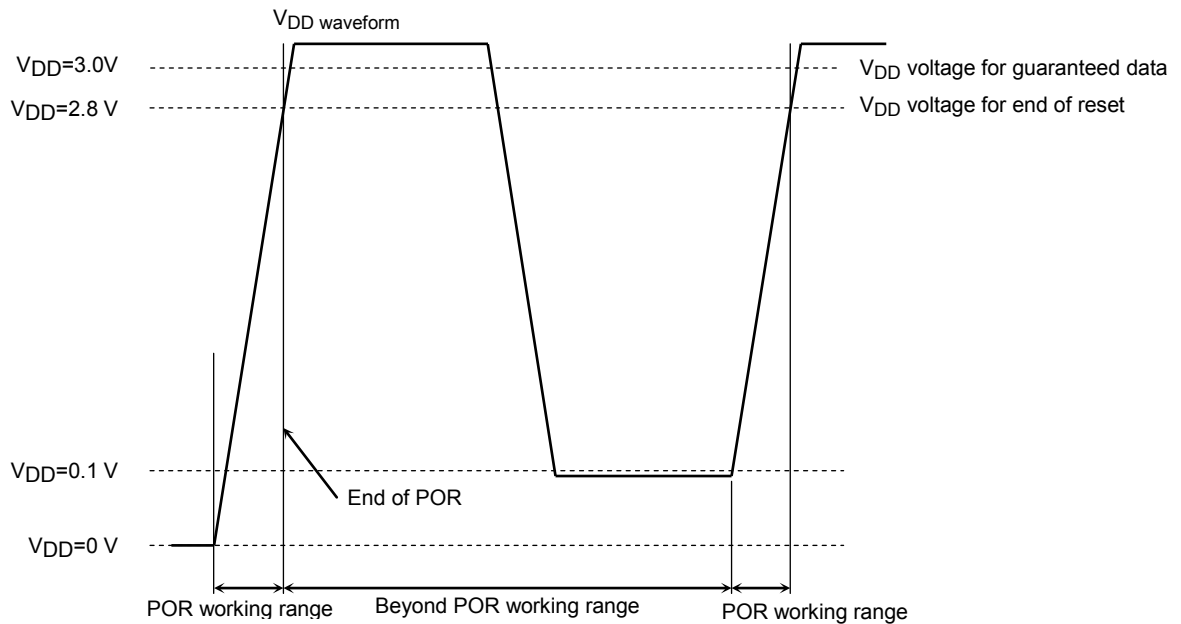 VDD waveform
VDD=3.0V
VDD voltage for guaranteed data
VDD=2.8 V
VDD voltage for end of reset
VDD=0.1 V
End of POR
VDD=0 V
POR working range
Beyond POR working range
POR working range